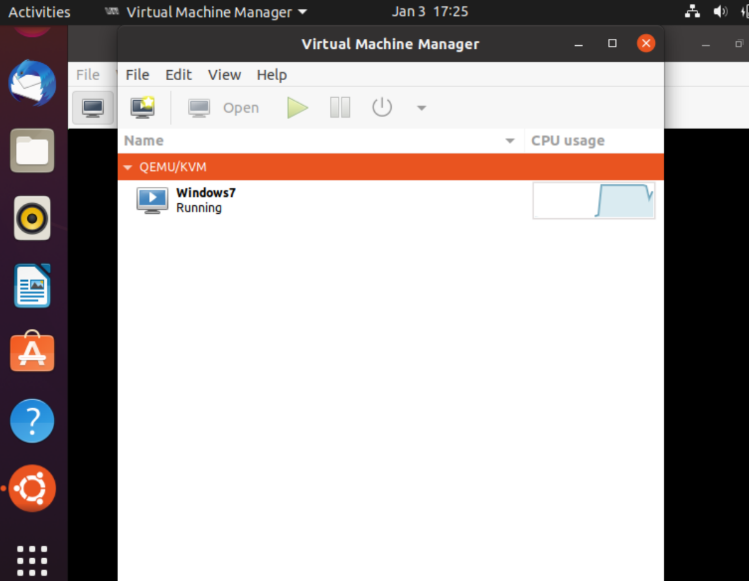 Activities
Virtual Machine Manager
Jan 3 17:25
Virtual Machine Manager
File
File Edit View Help
Open
Name
CPU usage
QEMU/KVM
Windows7
Running